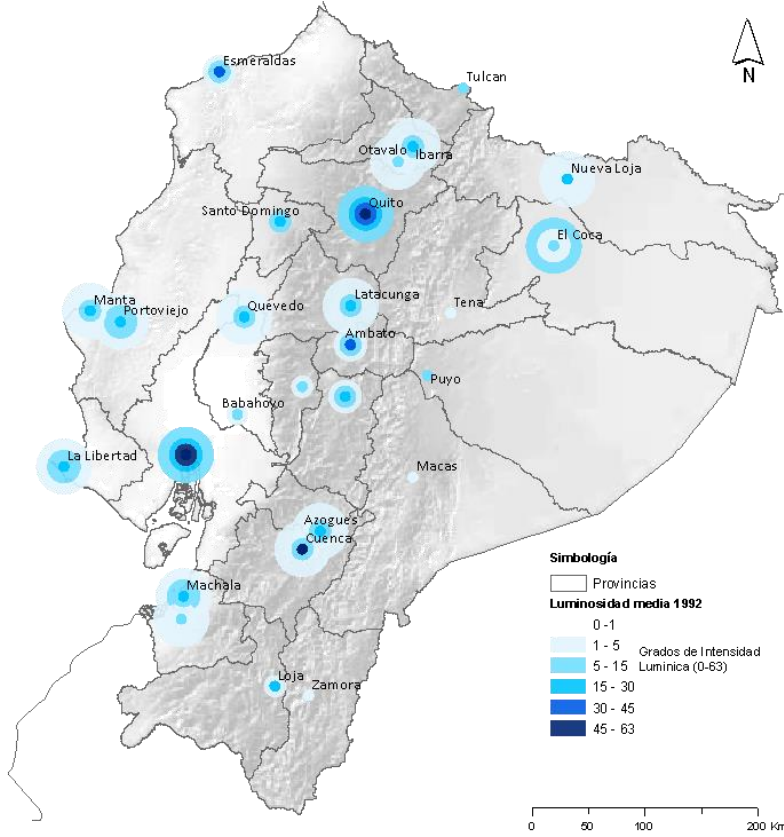 Esmeraldas
Tulcan
N
Otavalo
Ibarra
Nueva Loja
Santo Domingo
Quito
El Coca
Manta
Portoviejo
Quevedo
Latacunga
Tena
Ambato
Puyo
Babahoyo
La Libertad
Macas
Azogues
Cuenca
Machala
Loja
Zamora
Simbología
Provincias
Luminosidad media 1992
0 -1
1 - 5
Grados de Intensidad
Lumínica (0-63)
5 - 15
15 - 30
30 - 45
45 - 63
0 50 100 200 Km